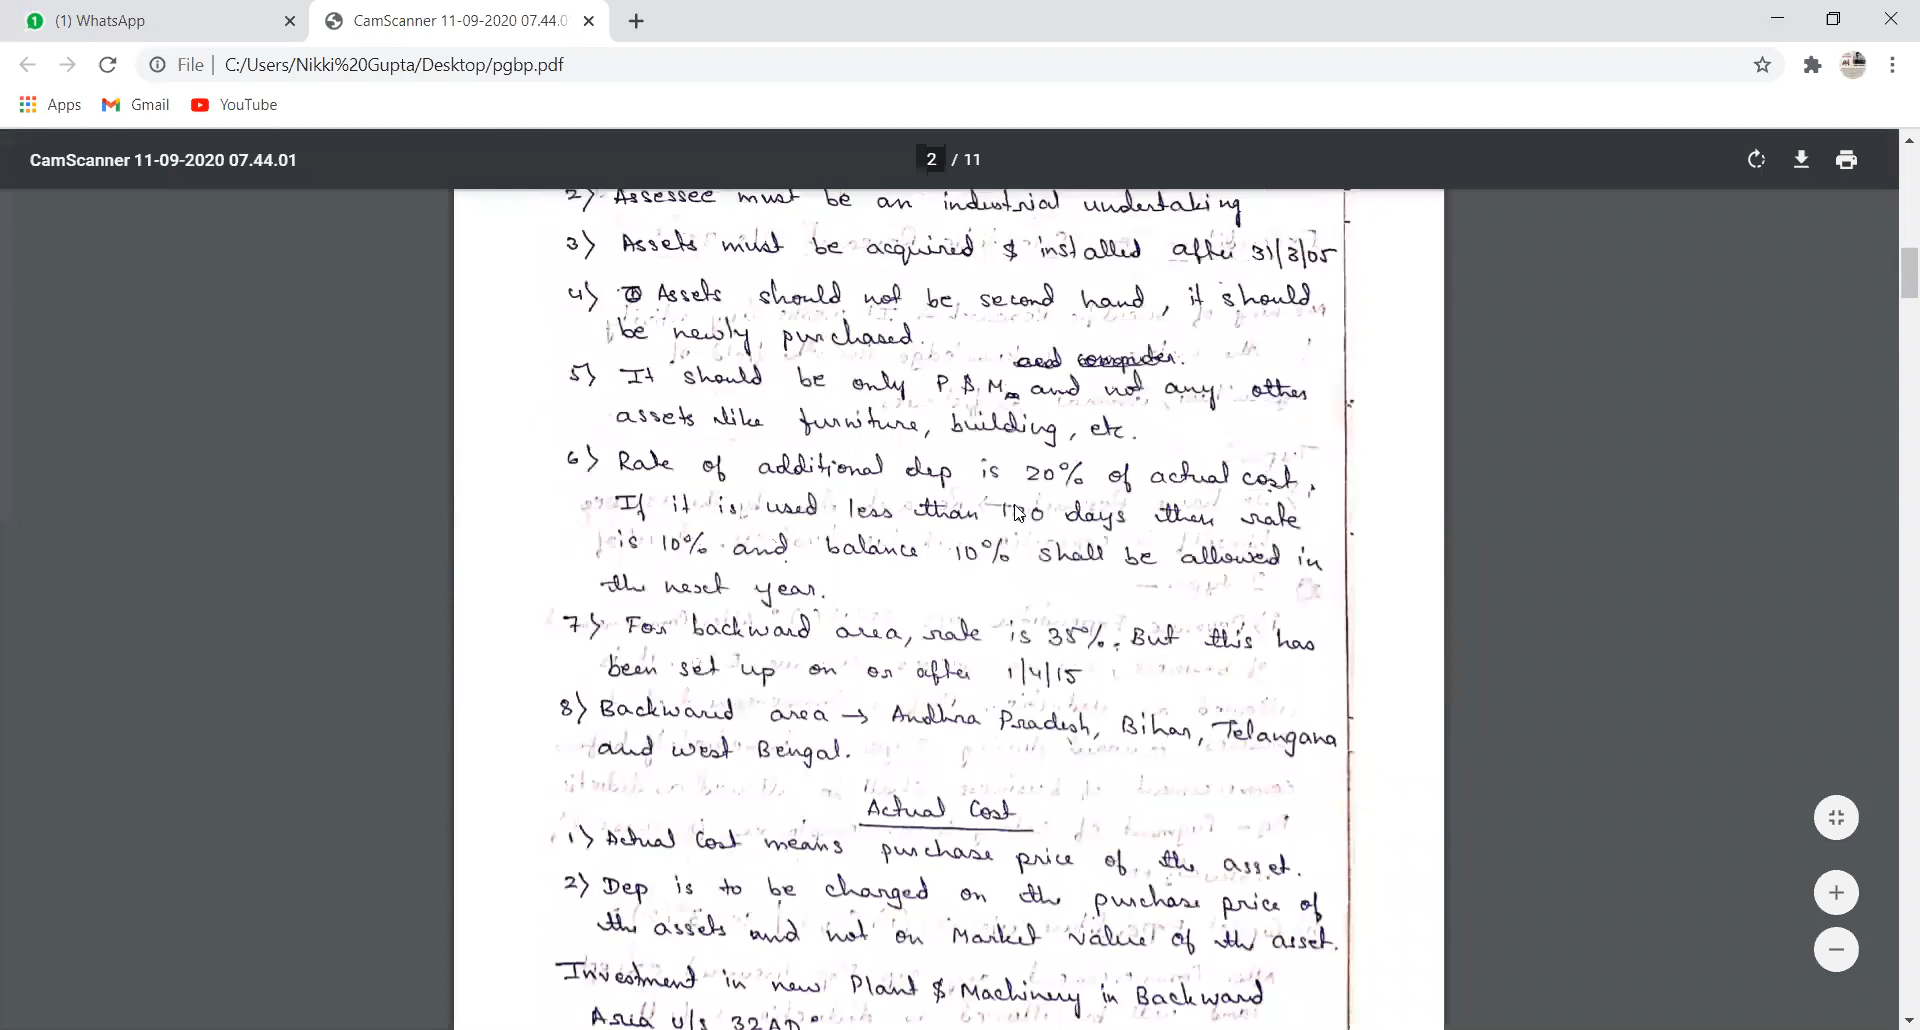 (1) WhatsApp
CamScanner 11-09-2020 07.44.0
File | C:/Users/Nikki%20Gupta/Desktop/pgbp.pdf
Apps Gmail YouTube
CamScanner 11-09-2020 07.44.01
2 / 11
2) Assessee must be an industrial undertaking
3) Assets must be acquired & installed after 31/3/05
4) Assets should not be second hand, it should
be newly purchased.
and computer.
5) It should be only P & M and not any other
assets like furniture, building, etc.
6) Rate of additional dep is 20% of actual cost.
If it is used less than 180 days then rate
is 10% and balance 10% shall be allowed in
the next year.
7) For backward area, rate is 35%. But this has
been set up on or after 1/4/15
8) Backward area → Andhra Pradesh, Bihar, Telangana
and West Bengal.
Actual Cost
1) Actual Cost means purchase price of the asset.
2) Dep is to be charged on the purchase price of
the assets and not on Market value of the asset.
Investment in new Plant & Machinery in Backward
Area u/s 32AD: